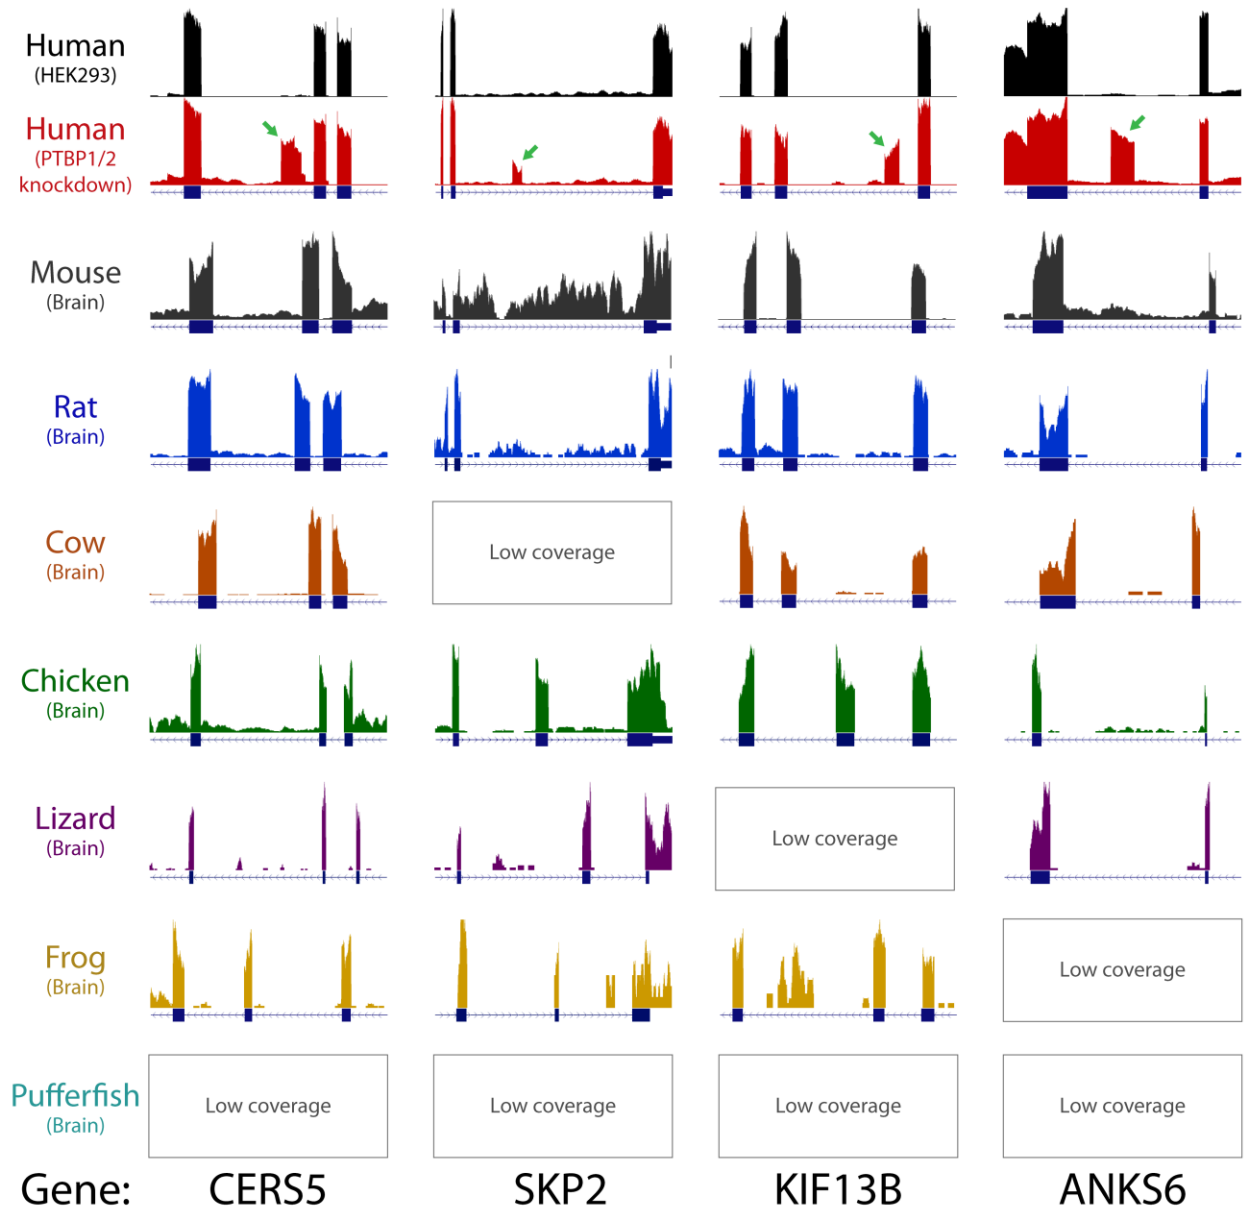 Human
(HEK293)
Human
(PTBP1/2
knockdown)
Mouse
(Brain)
Rat
(Brain)
Cow
(Brain)
Low coverage
Chicken
(Brain)
Lizard
(Brain)
Low coverage
Frog
(Brain)
Low coverage
Pufferfish
(Brain)
Low coverage
Low coverage
Low coverage
Low coverage
Gene: CERS5 SKP2 KIF13B ANKS6